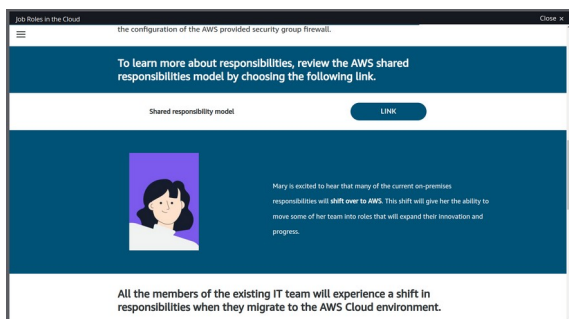 Job Roles in the Cloud
Close ×
the configuration of the AWS provided security group firewall.
To learn more about responsibilities, review the AWS shared
responsibilities model by choosing the following link.
Shared responsibility model
LINK
Mary is excited to hear that many of the current on-premises
responsibilities will shift over to AWS. This shift will give her the ability to
move some of her team into roles that will expand their innovation and
progress.
All the members of the existing IT team will experience a shift in
responsibilities when they migrate to the AWS Cloud environment.